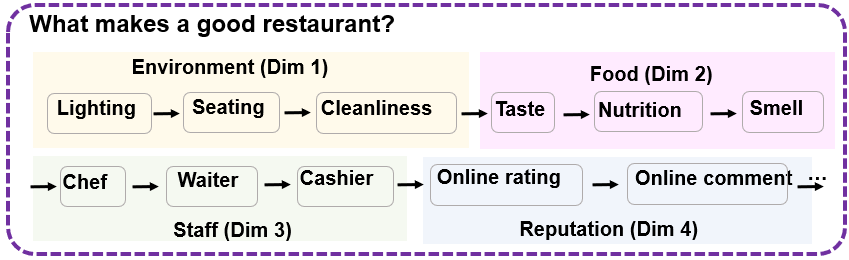 What makes a good restaurant?
Environment (Dim 1)
Food (Dim 2)
Lighting Seating Cleanliness Taste Nutrition Smell
Chef Waiter Cashier Online rating Online comment ...
Staff (Dim 3)
Reputation (Dim 4)